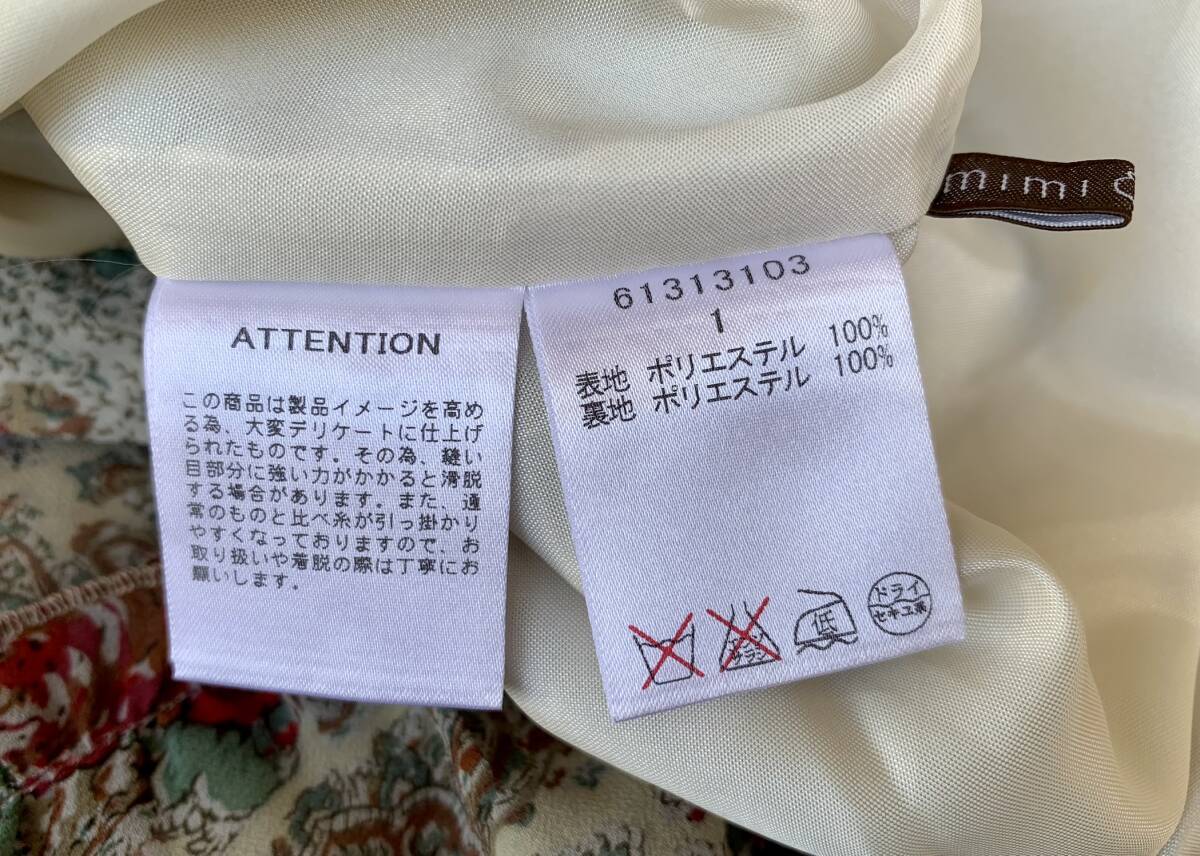 mimi
ATTENTION
この商品は製品イメージを高め
る為、大変デリケートに仕上げ
られたものです。その為、縫い
目部分に強い力がかかると滑脱
する場合があります。また、通
常のものと比べ糸が引っ掛かり
やすくなっておりますので、お
取り扱いや着脱の際は丁寧にお
願いします。
61313103
1
表地 ポリエステル 100%
裏地 ポリエステル 100%
エンソ
サラシ
低
ドライ
セキユ系